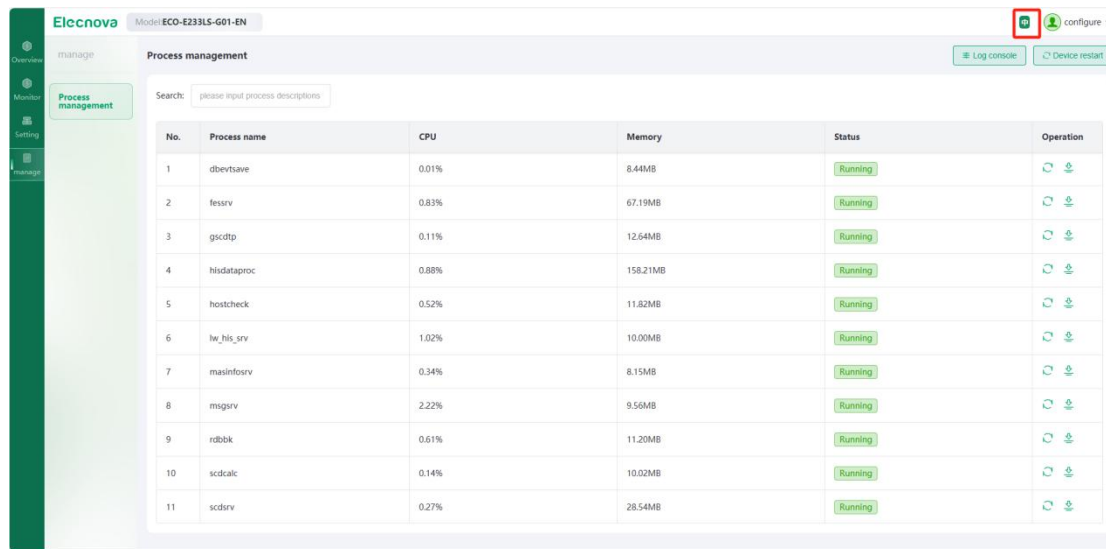 Elecnova Model:ECO-E233LS-G01-EN 中 configure
Overview
Monitor
Setting
manage
manage
Process management
Process management
Log console
Device restart
Search: please input process descriptions
No. Process name CPU Memory Status Operation
1 dbevtsave 0.01% 8.44MB Running
2 fessrv 0.83% 67.19MB Running
3 gscdtp 0.11% 12.64MB Running
4 hisdataproc 0.88% 158.21MB Running
5 hostcheck 0.52% 11.82MB Running
6 lw_his_srv 1.02% 10.00MB Running
7 masinfosrv 0.34% 8.15MB Running
8 msgsrv 2.22% 9.56MB Running
9 rdbbk 0.61% 11.20MB Running
10 scdcalc 0.14% 10.02MB Running
11 scdsrv 0.27% 28.54MB Running